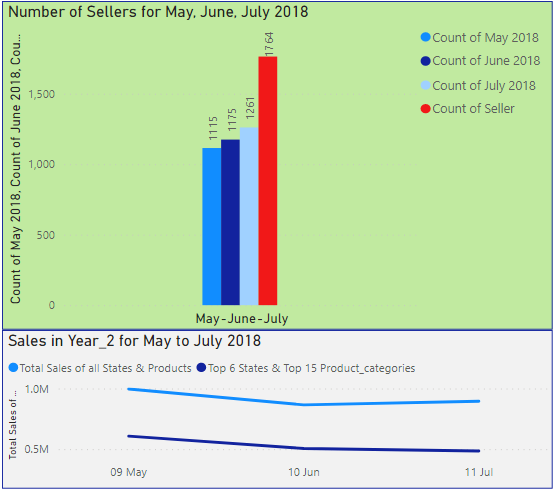 Number of Sellers for May, June, July 2018
Count of May 2018, Count of June 2018, Cou...
1,500
1,000
500
0
1115
1175
1261
1764
May-June-July
Count of May 2018
Count of June 2018
Count of July 2018
Count of Seller
Sales in Year_2 for May to July 2018
Total Sales of all States & Products Top 6 States & Top 15 Product_categories
Total Sales of ...
1.0M
0.5M
09 May 10 Jun 11 Jul